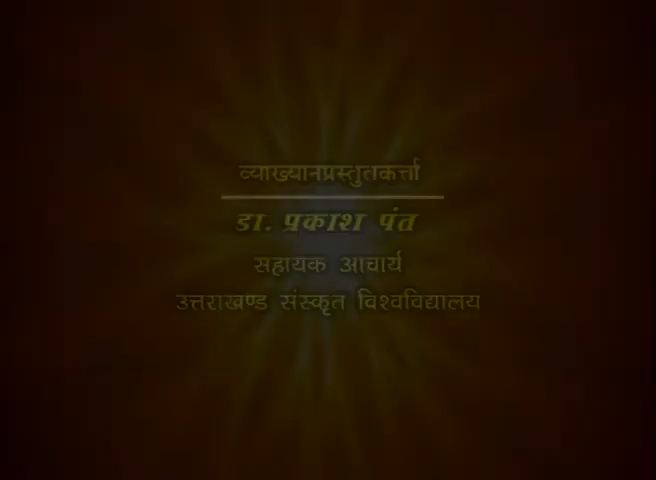 व्याख्यानप्रस्तुतकर्त्ता
डा. प्रकाश पंत
सहायक आचार्य
उत्तराखण्ड संस्कृत विश्वविद्यालय